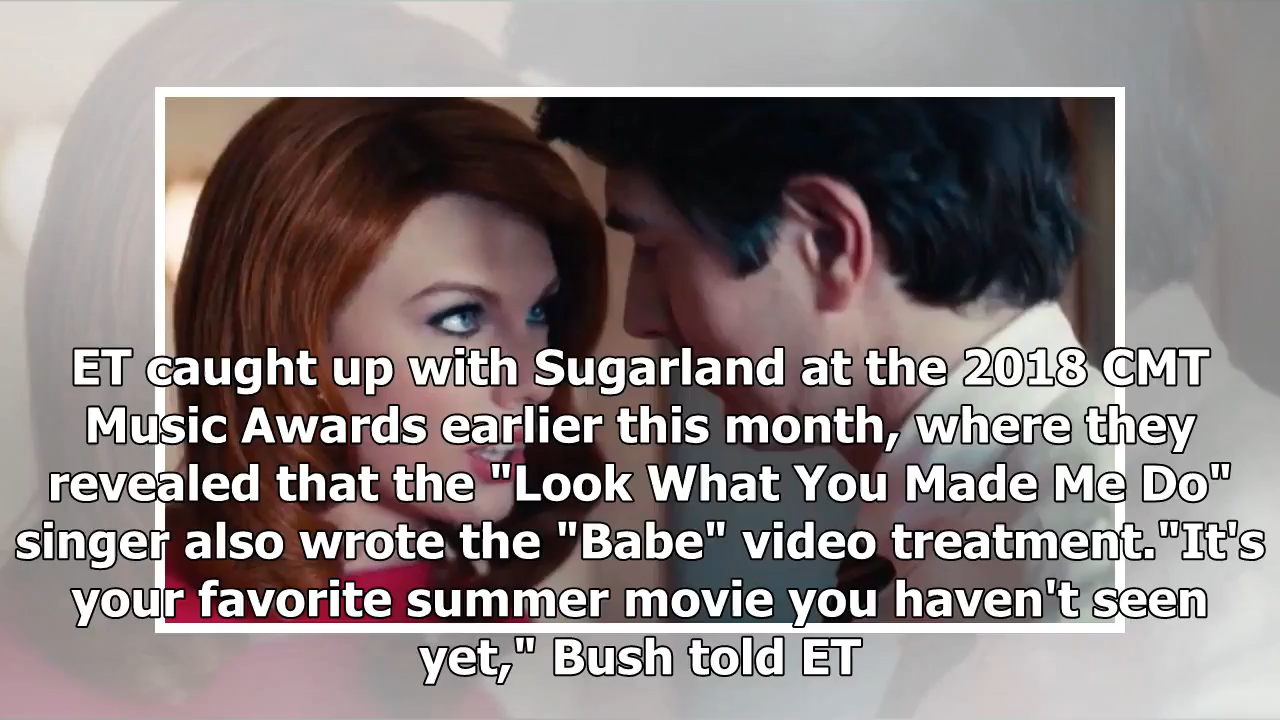 ET caught up with Sugarland at the 2018 CMT
Music Awards earlier this month, where they
revealed that the "Look What You Made Me Do"
singer also wrote the "Babe" video treatment."It's
your favorite summer movie you haven't seen
yet," Bush told ET